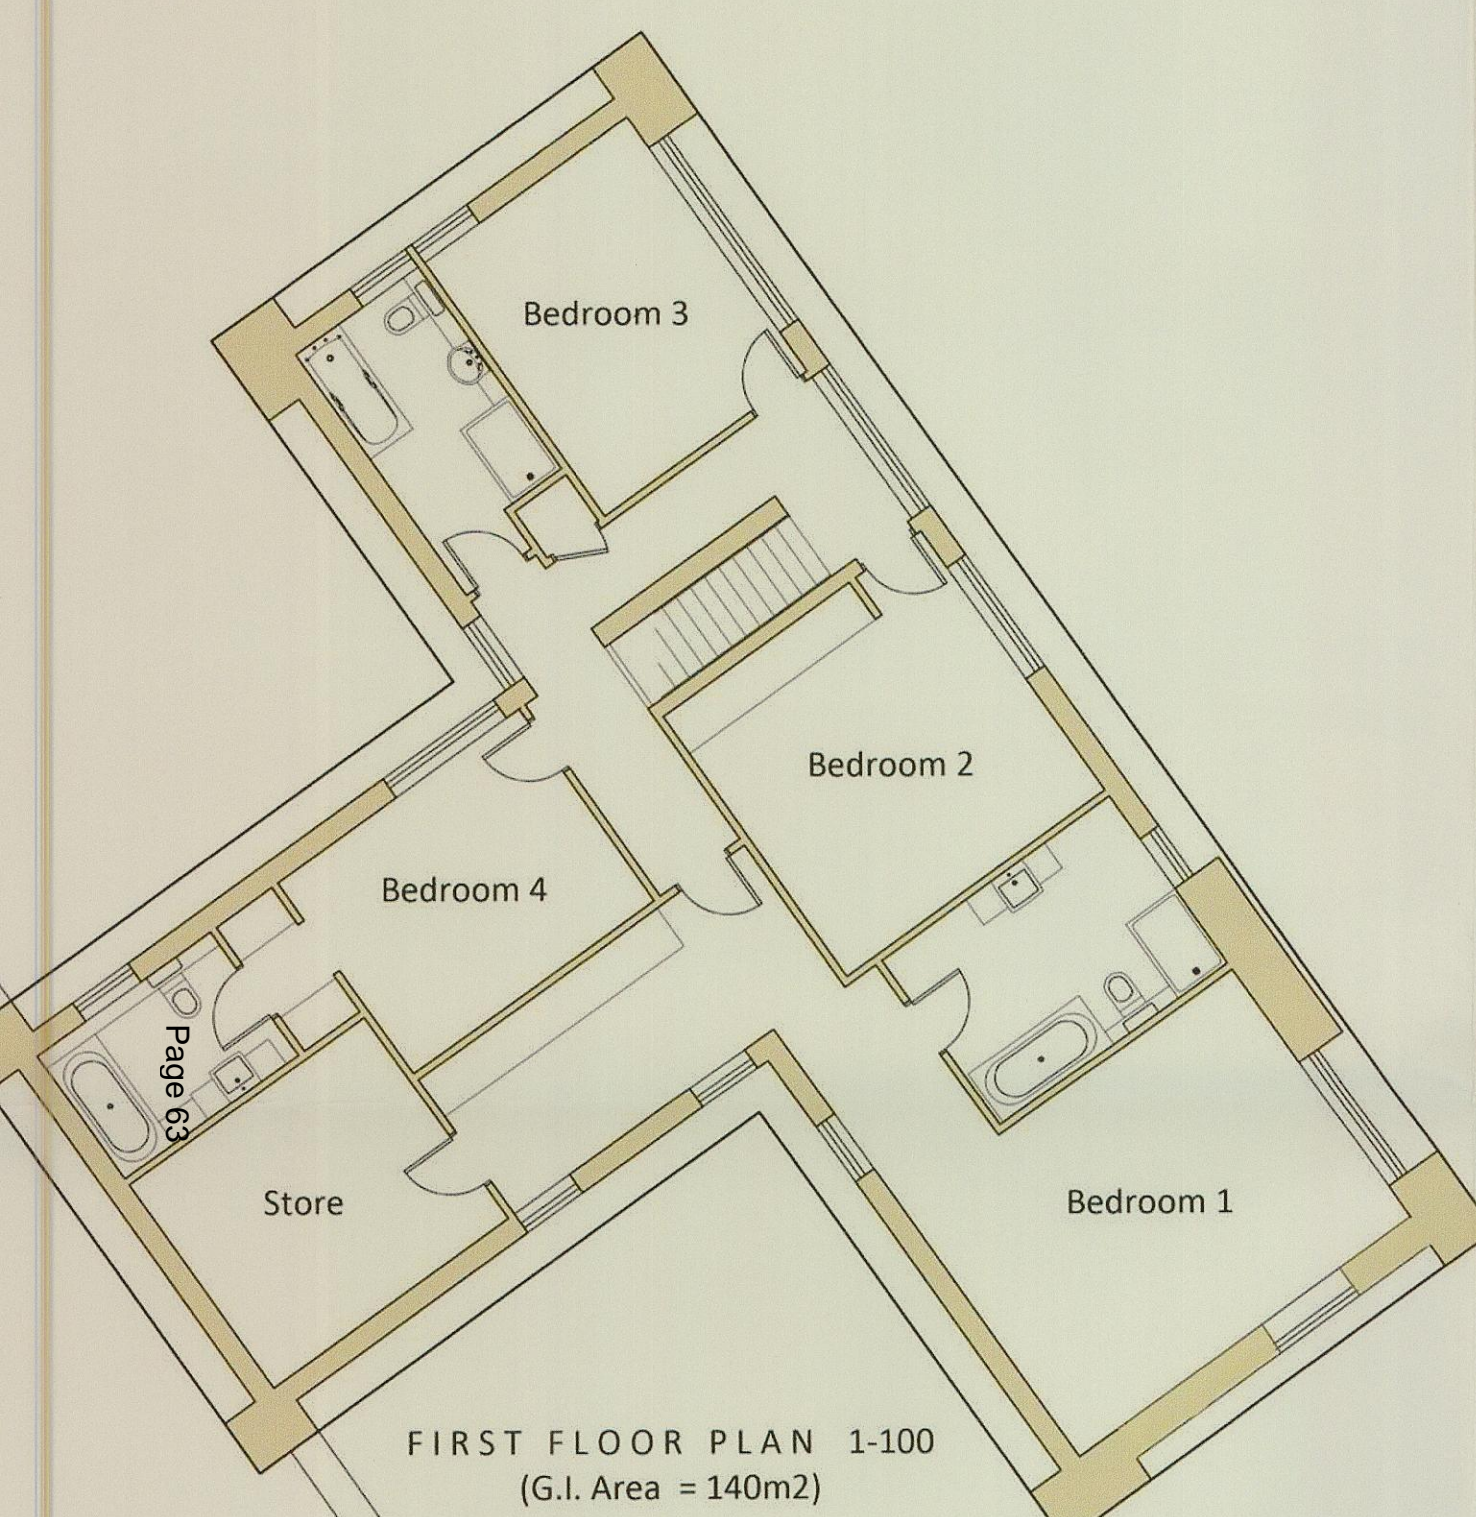 Bedroom 3
Bedroom 2
Bedroom 4
Page 63
Store
Bedroom 1
FIRST FLOOR PLAN 1-100
(G.I. Area = 140m2)